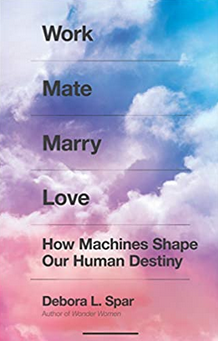 Work
Mate
Marry
Love
How Machines Shape
Our Human Destiny
Debora L. Spar
Author of Wonder Women